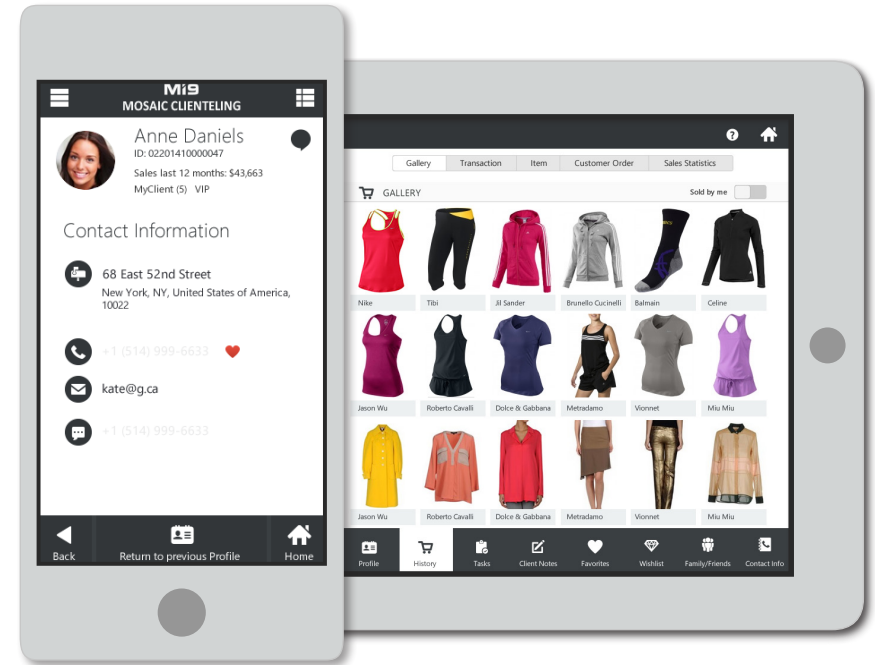 Mi9
MOSAIC CLIENTELING
Anne Daniels
ID: 02201410000047
Sales last 12 months: $43,663
MyClient (5) VIP
Contact Information
68 East 52nd Street
New York, NY, United States of America,
10022
+1 (514) 999-6633
kate@g.ca
+1 (514) 999-6633
Back
Return to previous Profile
Home
?
Gallery Transaction Item Customer Order Sales Statistics
GALLERY
Sold by me
Nike Tibi Jil Sander Brunello Cucinelli Balmain Celine
Jason Wu Roberto Cavalli Dolce & Gabbana Metradamo Vionnet Miu Miu
Jason Wu Roberto Cavalli Dolce & Gabbana Metradamo Vionnet Miu Miu
Profile History Tasks Client Notes Favorites Wishlist Family/Friends Contact Info